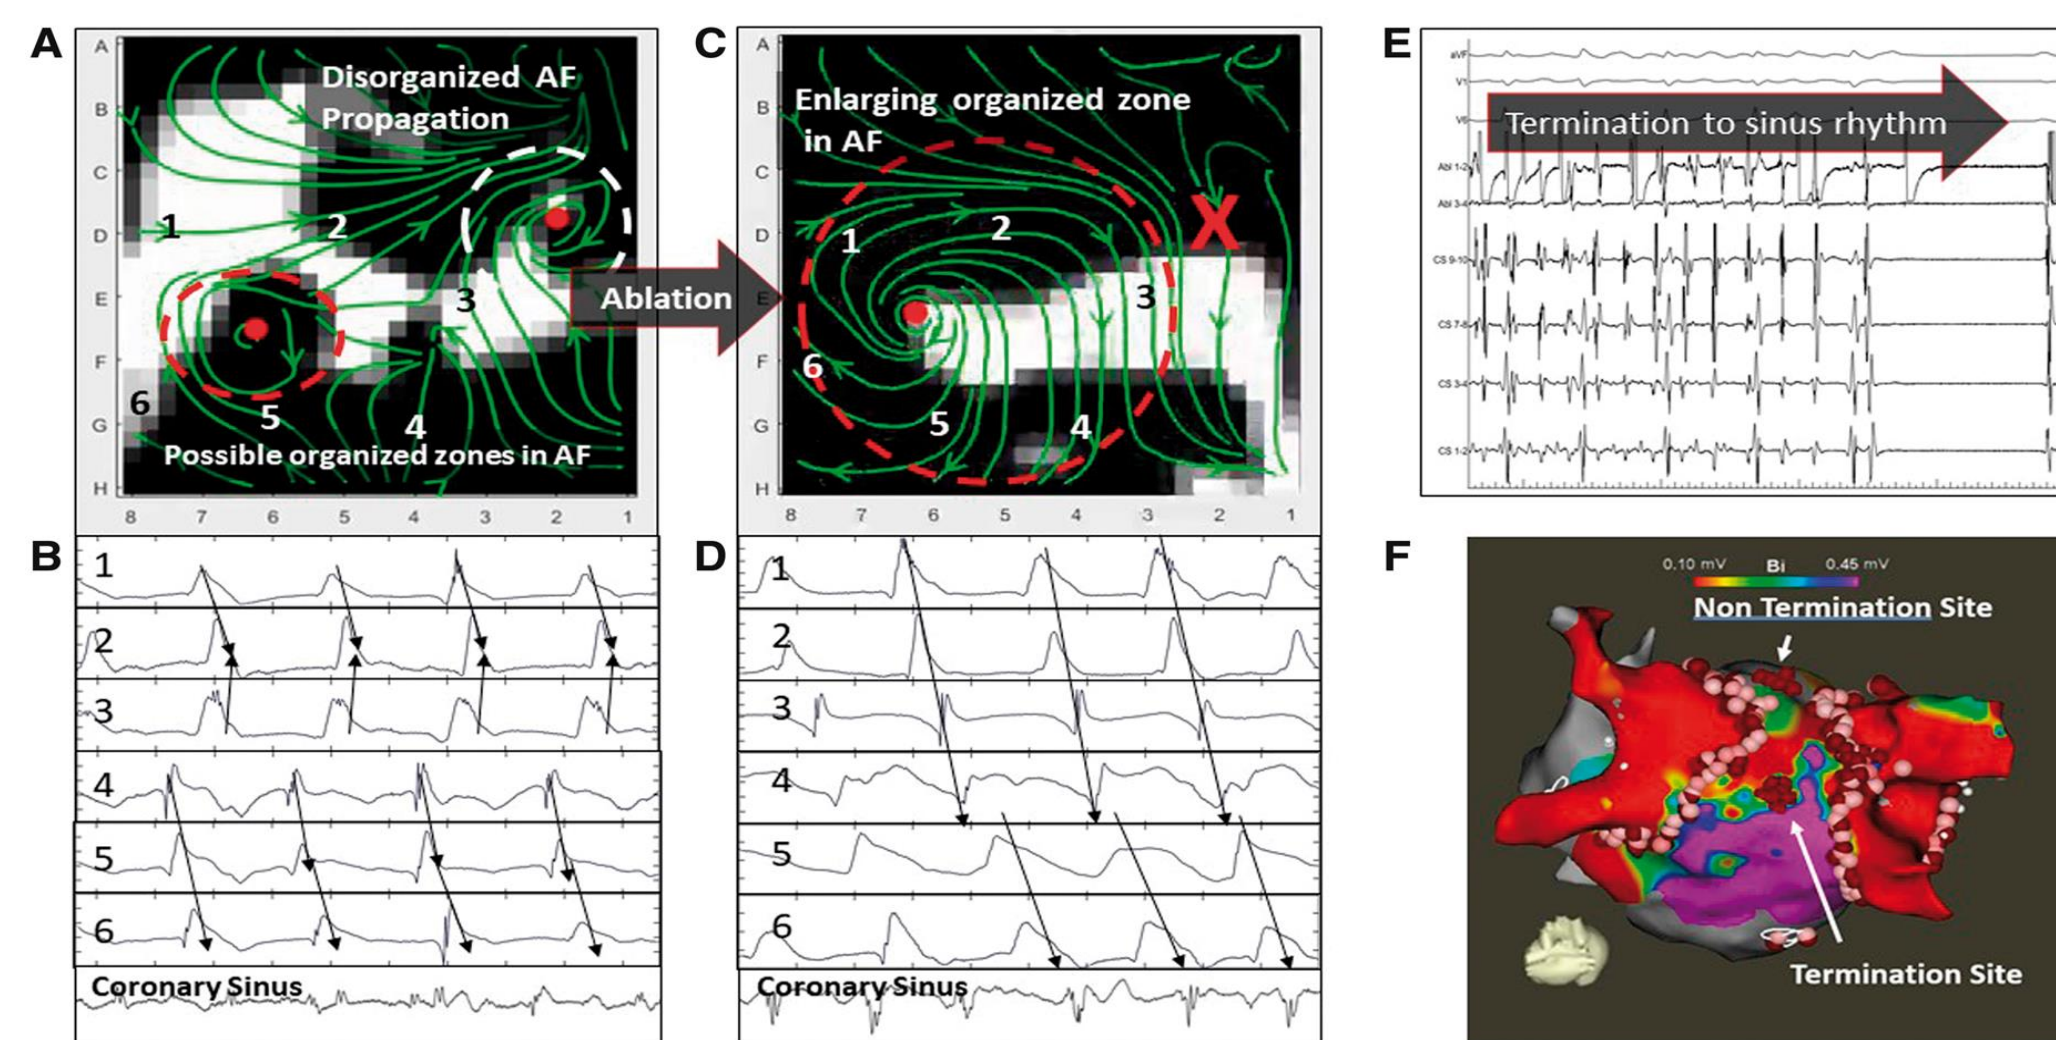 A
Disorganized AF
Propagation
A
B
C
D
E
F
G
H
1
2
3
6
5
4
Possible organized zones in AF
8 7 6 5 4 3 2 1
Ablation
B
1
2
3
4
5
6
Coronary Sinus
C
Enlarging organized zone
in AF
A
B
C
D
E
F
G
H
1
2
3
X
6
5
4
8 7 6 5 4 3 2 1
D
1
2
3
4
5
6
Coronary Sinus
E
aVF
V1
V6
Termination to sinus rhythm
Abl 1-2
Abl 3-4
CS 9-10
CS 7-8
CS 3-4
CS 1-2
F
0.10 mV Bi 0.45 mV
Non Termination Site
Termination Site